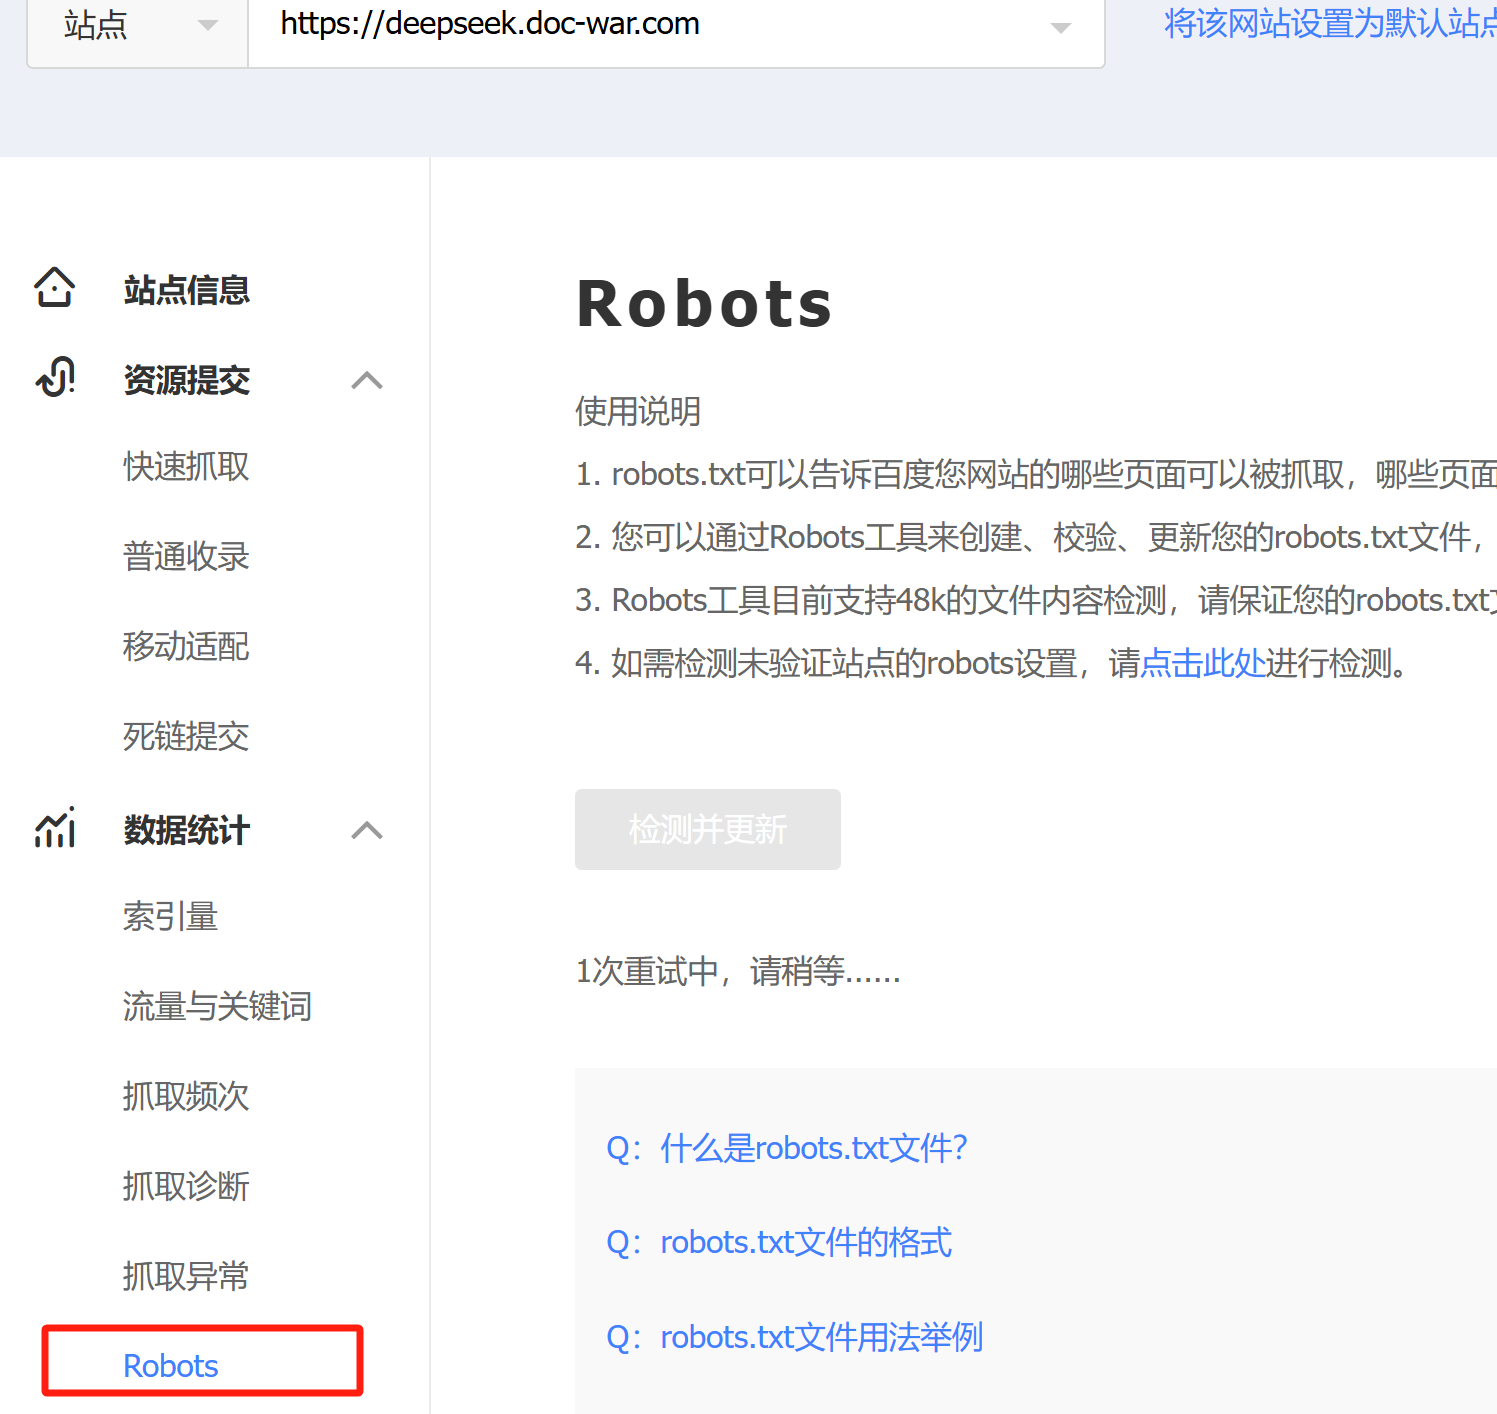 站点
https://deepseek.doc-war.com
将该网站设置为默认站点
站点信息
资源提交
快速抓取
普通收录
移动适配
死链提交
数据统计
索引量
流量与关键词
抓取频次
抓取诊断
抓取异常
Robots
Robots
使用说明
1. robots.txt可以告诉百度您网站的哪些页面可以被抓取，哪些页面
2. 您可以通过Robots工具来创建、校验、更新您的robots.txt文件，
3. Robots工具目前支持48k的文件内容检测，请保证您的robots.txt文
4. 如需检测未验证站点的robots设置，请点击此处进行检测。
检测并更新
1次重试中，请稍等......
Q：什么是robots.txt文件?
Q：robots.txt文件的格式
Q：robots.txt文件用法举例